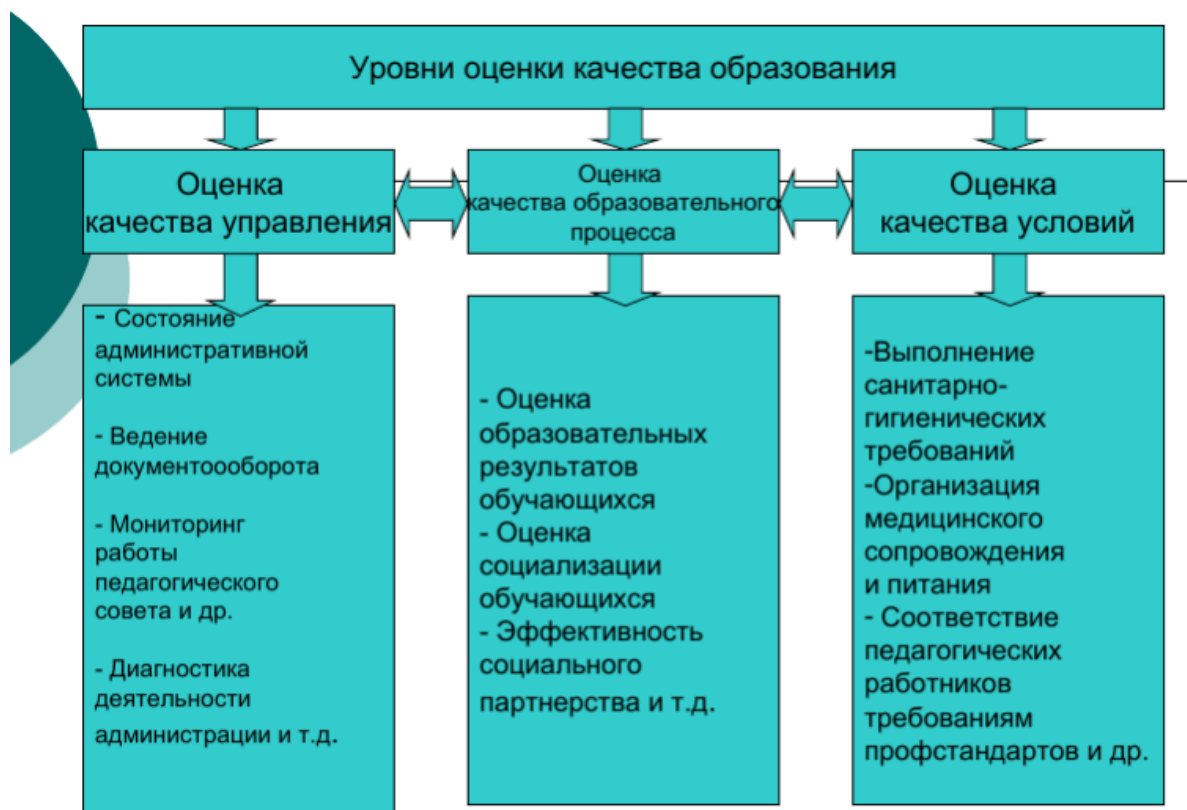 Уровни оценки качества образования
Оценка
качества управления
Оценка
качества образовательного
процесса
Оценка
качества условий
- Состояние
административной
системы
- Ведение
документоооборота
- Мониторинг
работы
педагогического
совета и др.
- Диагностика
деятельности
администрации и т.д.
- Оценка
образовательных
результатов
обучающихся
- Оценка
социализации
обучающихся
- Эффективность
социального
партнерства и т.д.
-Выполнение
санитарно-
гигиенических
требований
-Организация
медицинского
сопровождения
и питания
- Соответствие
педагогических
работников
требованиям
профстандартов и др.